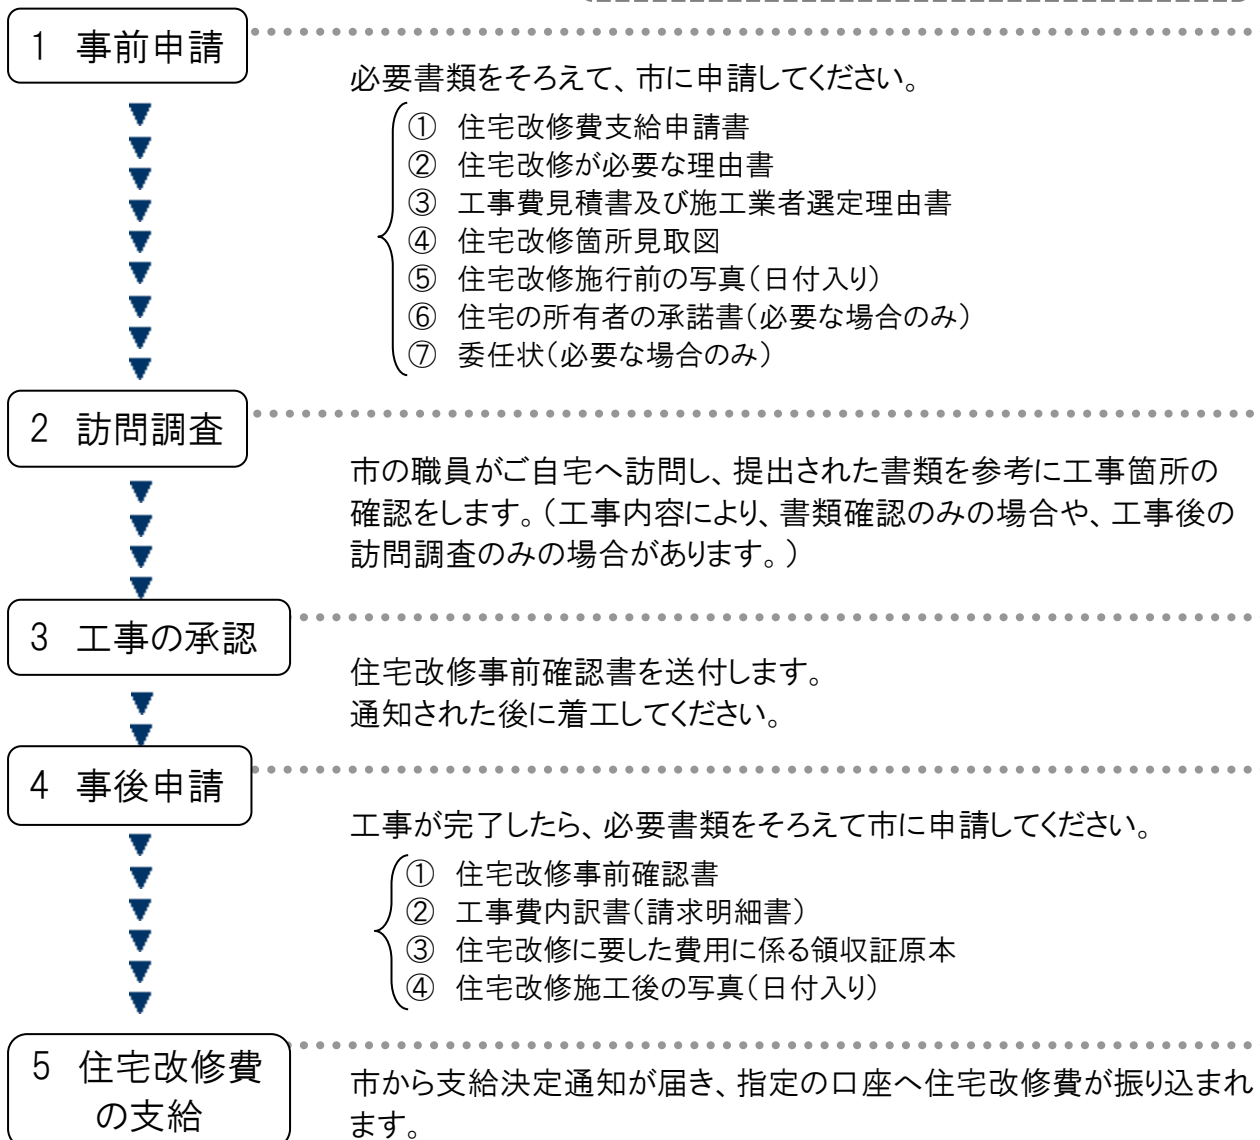 1 事前申請
必要書類をそろえて、市に申請してください。
① 住宅改修費支給申請書
② 住宅改修が必要な理由書
③ 工事費見積書及び施工業者選定理由書
④ 住宅改修箇所見取図
⑤ 住宅改修施行前の写真(日付入り)
⑥ 住宅の所有者の承諾書(必要な場合のみ)
⑦ 委任状(必要な場合のみ)
2 訪問調査
市の職員がご自宅へ訪問し、提出された書類を参考に工事箇所の
確認をします。(工事内容により、書類確認のみの場合や、工事後の
訪問調査のみの場合があります。)
3 工事の承認
住宅改修事前確認書を送付します。
通知された後に着工してください。
4 事後申請
工事が完了したら、必要書類をそろえて市に申請してください。
① 住宅改修事前確認書
② 工事費内訳書(請求明細書)
③ 住宅改修に要した費用に係る領収証原本
④ 住宅改修施工後の写真(日付入り)
5 住宅改修費
の支給
市から支給決定通知が届き、指定の口座へ住宅改修費が振り込まれ
ます。